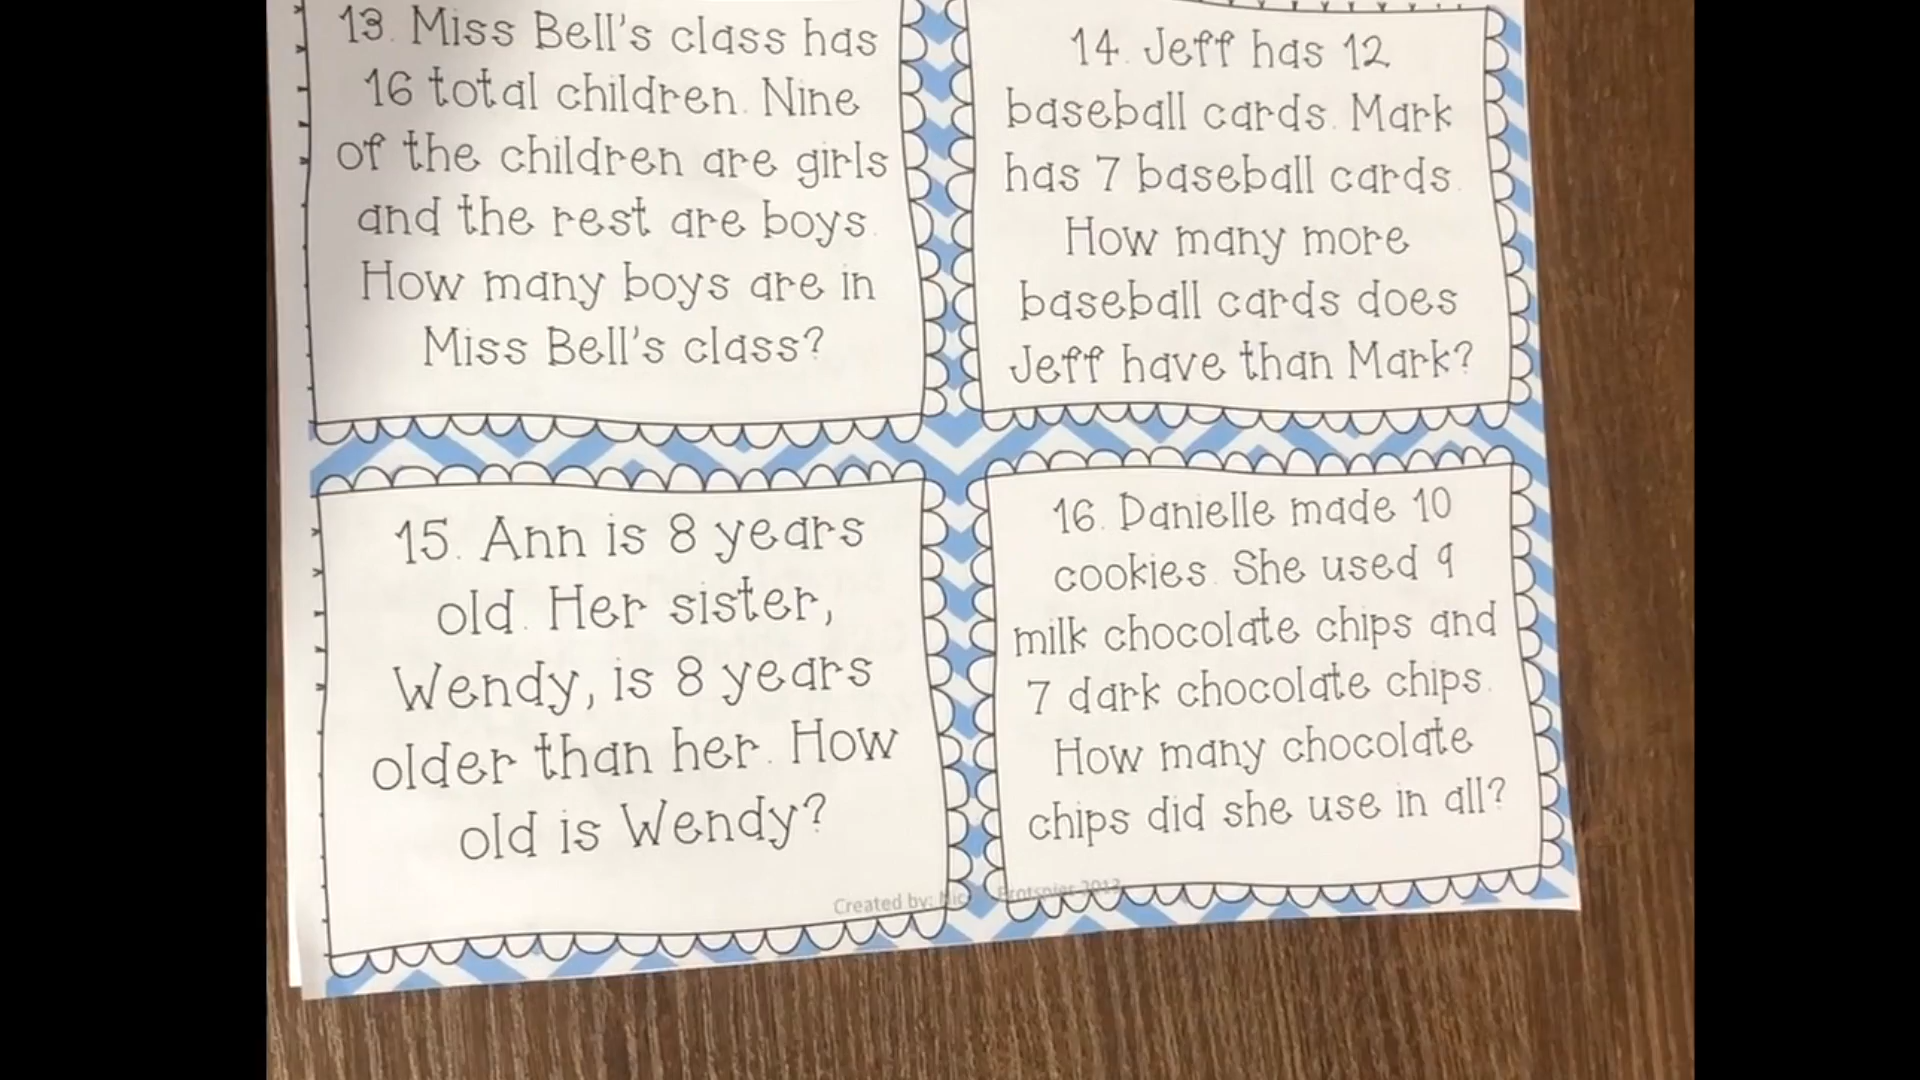 13. Miss Bell's class has
16 total children. Nine
of the children are girls
and the rest are boys.
How many boys are in
Miss Bell's class?
14. Jeff has 12
baseball cards. Mark
has 7 baseball cards.
How many more
baseball cards does
Jeff have than Mark?
15. Ann is 8 years
old. Her sister,
Wendy, is 8 years
older than her. How
old is Wendy?
16. Danielle made 10
cookies. She used 9
milk chocolate chips and
7 dark chocolate chips.
How many chocolate
chips did she use in all?
Created by: 2013